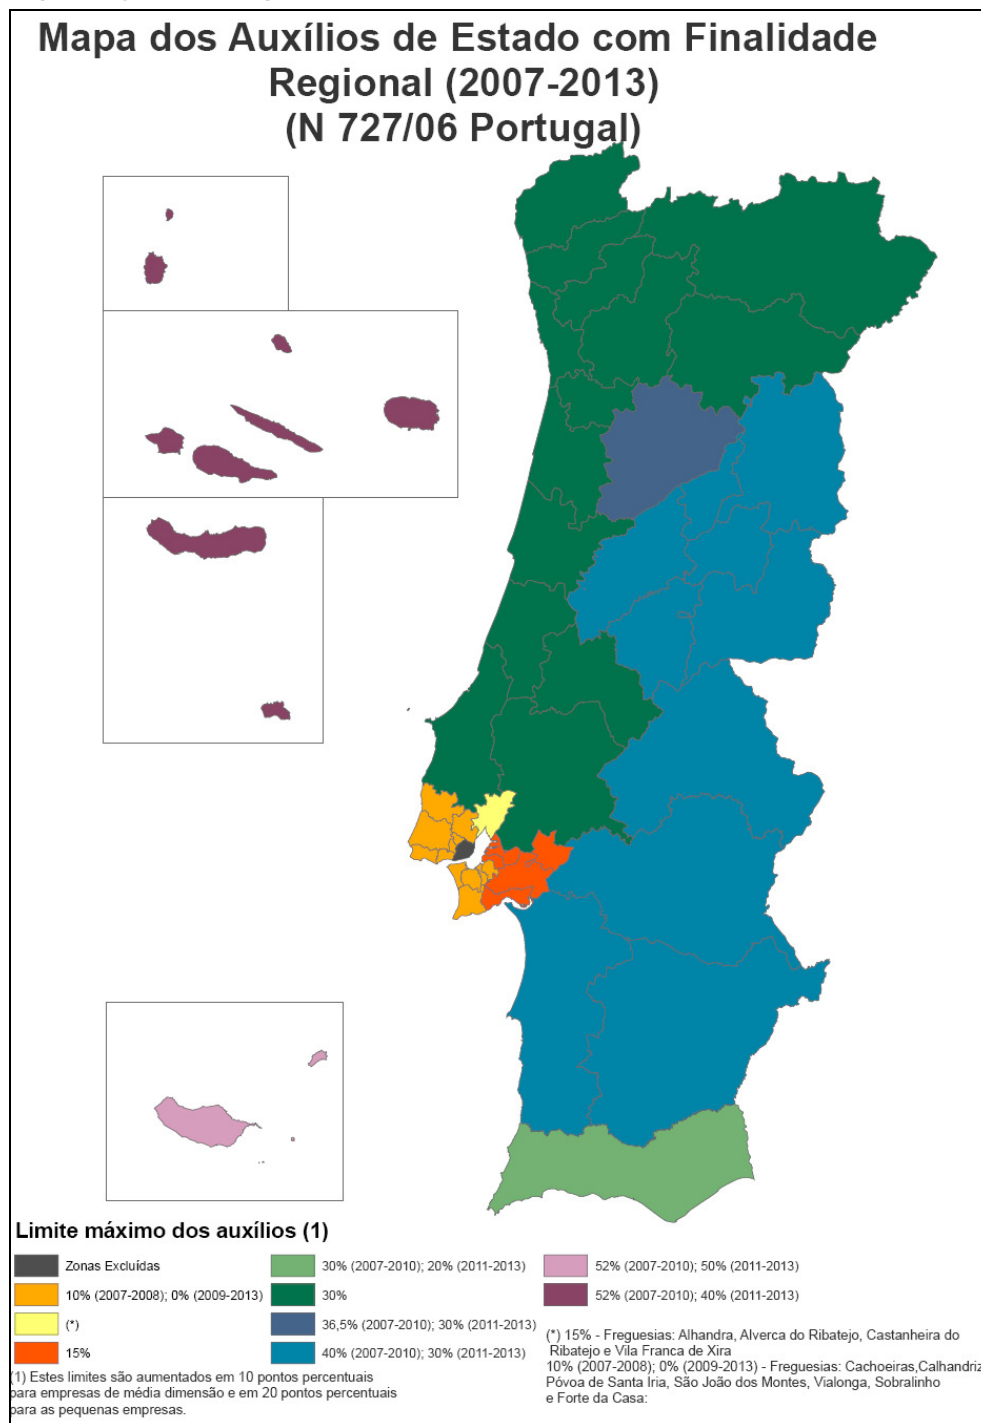 Mapa dos Auxílios de Estado com Finalidade
Regional (2007-2013)
(N 727/06 Portugal)
Limite máximo dos auxílios (1)
Zonas Excluídas
10% (2007-2008); 0% (2009-2013)
(*)
15%
30% (2007-2010); 20% (2011-2013)
30%
36,5% (2007-2010); 30% (2011-2013)
40% (2007-2010); 30% (2011-2013)
52% (2007-2010); 50% (2011-2013)
52% (2007-2010); 40% (2011-2013)
(*) 15% - Freguesias: Alhandra, Alverca do Ribatejo, Castanheira do
Ribatejo e Vila Franca de Xira
10% (2007-2008); 0% (2009-2013) - Freguesias: Cachoeiras,Calhandriz
Póvoa de Santa Iria, São João dos Montes, Vialonga, Sobralinho
e Forte da Casa:
(1) Estes limites são aumentados em 10 pontos percentuais
para empresas de média dimensão e em 20 pontos percentuais
para as pequenas empresas.